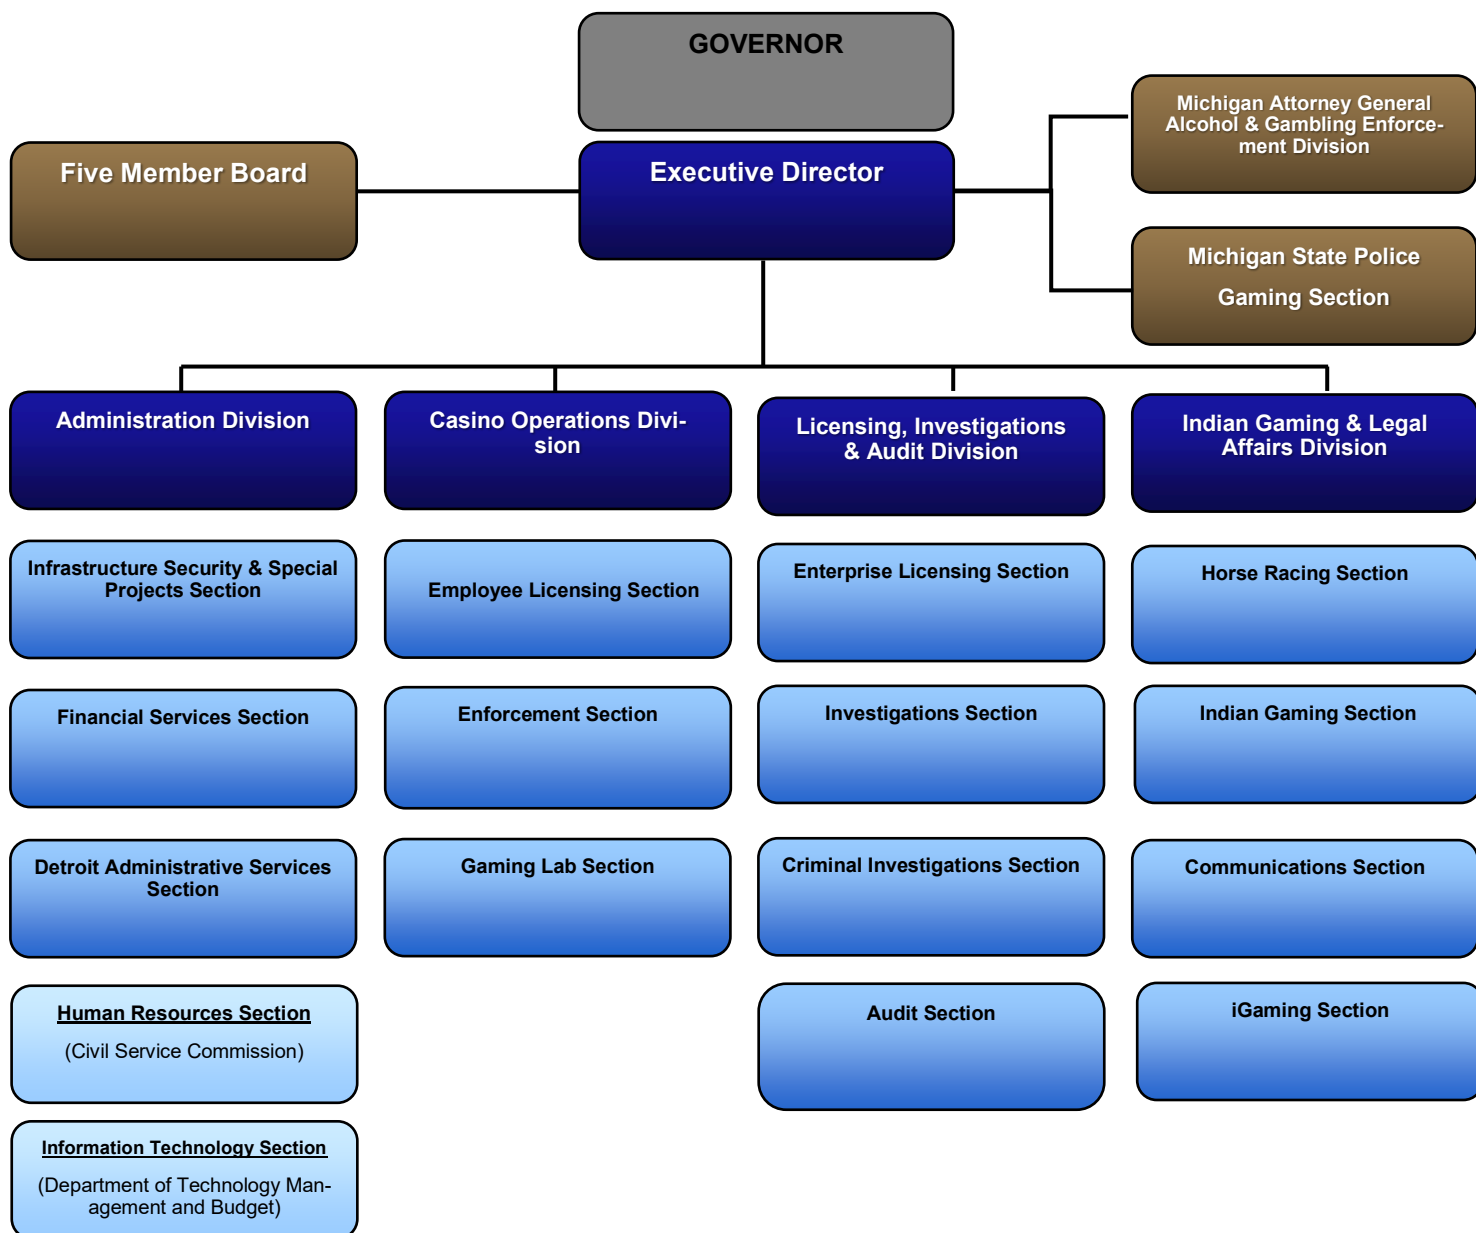 GOVERNOR
Michigan Attorney General
Alcohol & Gambling Enforce-
ment Division
Five Member Board
Executive Director
Michigan State Police
Gaming Section
Administration Division
Casino Operations Divi-
sion
Licensing, Investigations
& Audit Division
Indian Gaming & Legal
Affairs Division
Infrastructure Security & Special
Projects Section
Employee Licensing Section
Enterprise Licensing Section
Horse Racing Section
Financial Services Section
Enforcement Section
Investigations Section
Indian Gaming Section
Detroit Administrative Services
Section
Gaming Lab Section
Criminal Investigations Section
Communications Section
Human Resources Section
(Civil Service Commission)
Audit Section
iGaming Section
Information Technology Section
(Department of Technology Man-
agement and Budget)